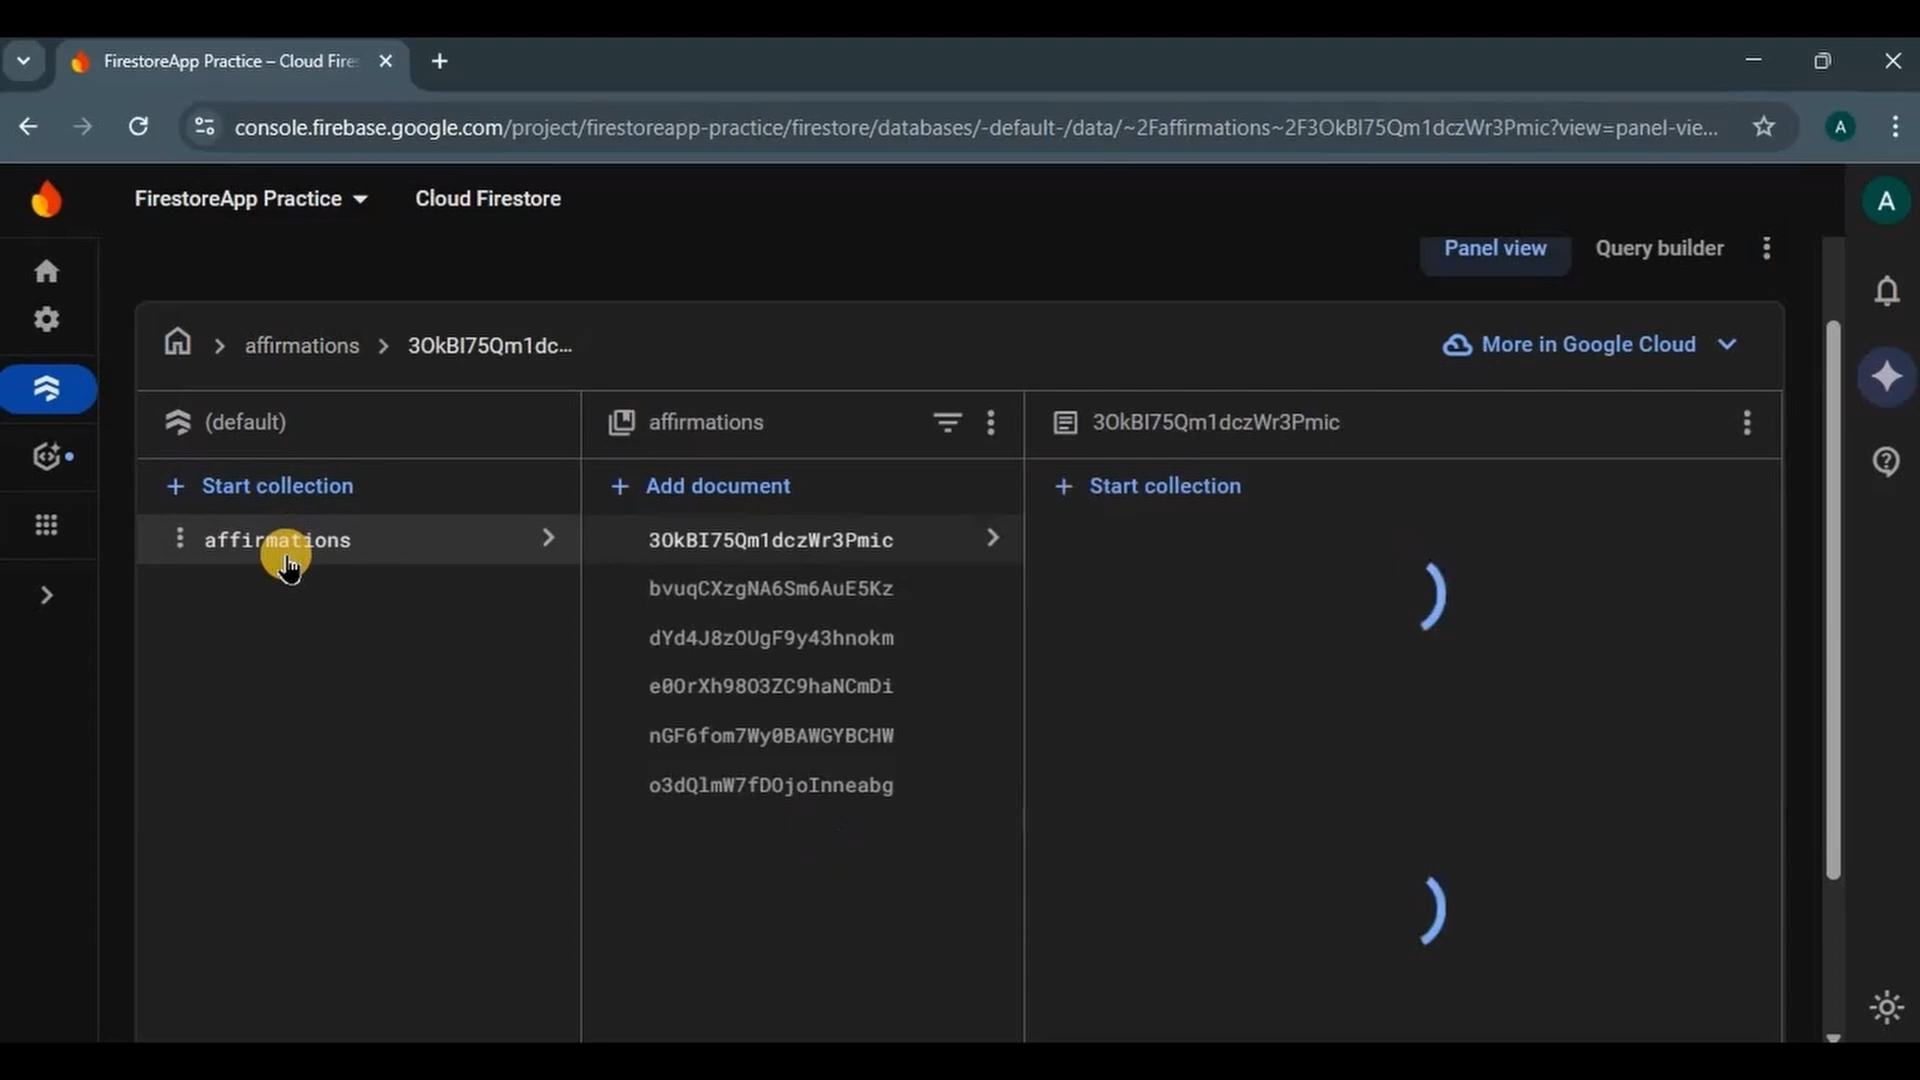 FirestoreApp Practice – Cloud Fire
console.firebase.google.com/project/firestoreapp-practice/firestore/databases/-default-/data/~2Faffirmations~2F3OkBI75Qm1dczWr3Pmic?view=panel-vie...
A
FirestoreApp Practice
Cloud Firestore
A
Panel view
Query builder
affirmations
3OkBI75Qm1dc...
More in Google Cloud
(default)
affirmations
3OkBI75Qm1dczWr3Pmic
+ Start collection
+ Add document
+ Start collection
affirmations
3OkBI75Qm1dczWr3Pmic
bvuqCXzgNA6Sm6AuE5Kz
dYd4J8zOUgF9y43hnokm
e0OrXh98O3ZC9haNCmDi
nGF6fom7Wy0BAWGYBCHW
o3dQlmW7fDOjoInneabg